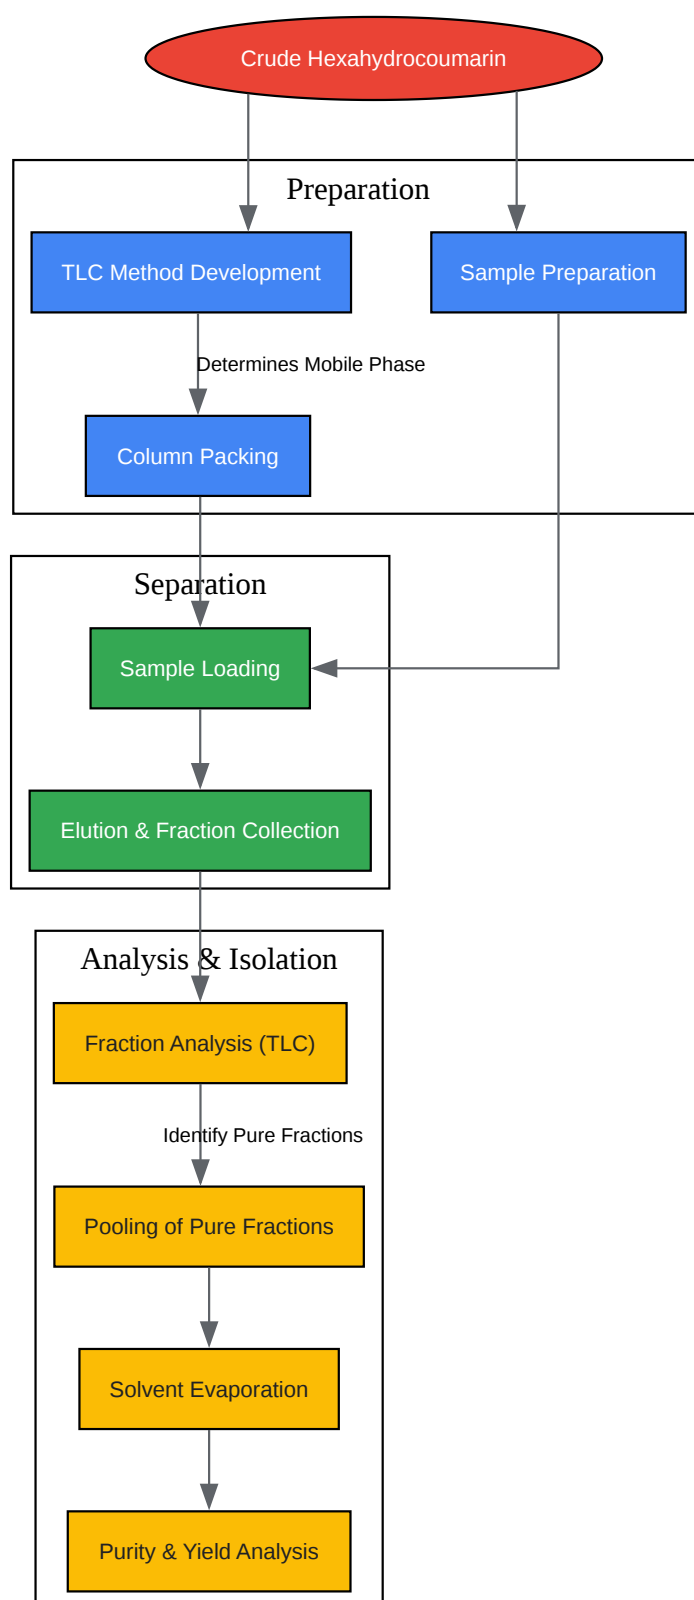 Crude Hexahydrocoumarin
Preparation
TLC Method Development
Sample Preparation
Determines Mobile Phase
Column Packing
Separation
Sample Loading
Elution & Fraction Collection
Analysis & Isolation
Fraction Analysis (TLC)
Identify Pure Fractions
Pooling of Pure Fractions
Solvent Evaporation
Purity & Yield Analysis